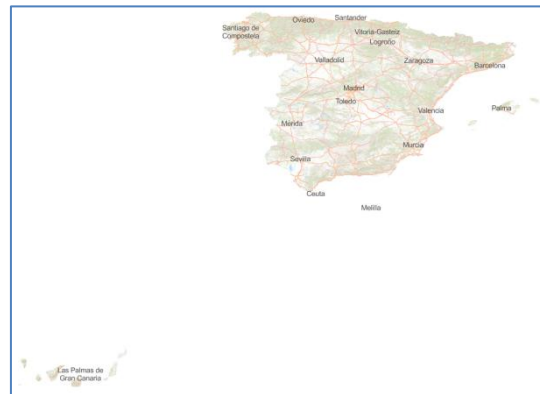 Oviedo
Santander
Santiago de
Compostela
Vitoria-Gasteiz
Logroño
Valladolid
Zaragoza
Barcelona
Madrid
Toledo
Palma
Valencia
Mérida
Murcia
Sevilla
Ceuta
Melilla
Las Palmas de
Gran Canaria